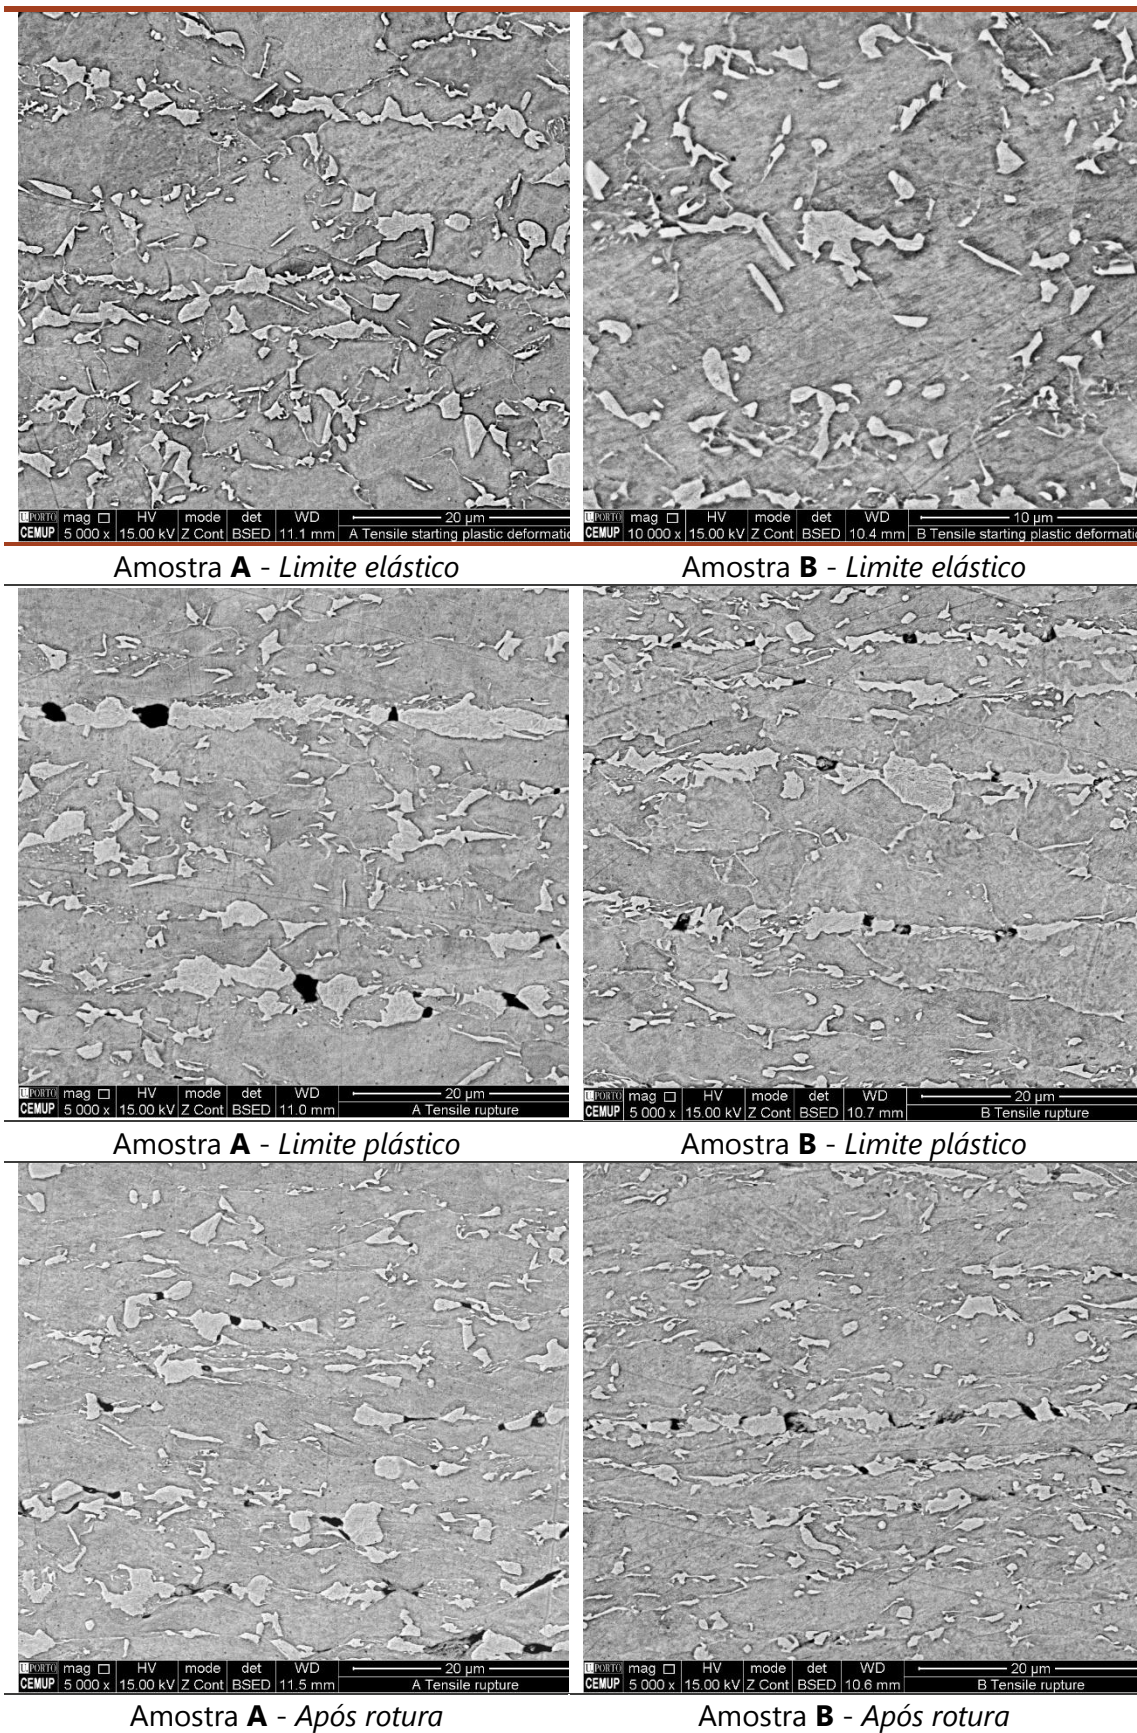 U.PORTO mag HV mode det WD 20 µm
CEMUP 5 000 x 15.00 kV Z Cont BSED 11.1 mm A Tensile starting plastic deformatic
U.PORTO mag HV mode det WD 10 µm
CEMUP 10 000 x 15.00 kV Z Cont BSED 10.4 mm B Tensile starting plastic deformatic
Amostra A - Limite elástico
Amostra B - Limite elástico
U.PORTO mag HV mode det WD 20 µm
CEMUP 5 000 x 15.00 kV Z Cont BSED 11.0 mm A Tensile rupture
U.PORTO mag HV mode det WD 20 µm
CEMUP 5 000 x 15.00 kV Z Cont BSED 10.7 mm B Tensile rupture
Amostra A - Limite plástico
Amostra B - Limite plástico
U.PORTO mag HV mode det WD 20 µm
CEMUP 5 000 x 15.00 kV Z Cont BSED 11.5 mm A Tensile rupture
U.PORTO mag HV mode det WD 20 µm
CEMUP 5 000 x 15.00 kV Z Cont BSED 10.6 mm B Tensile rupture
Amostra A - Após rotura
Amostra B - Após rotura